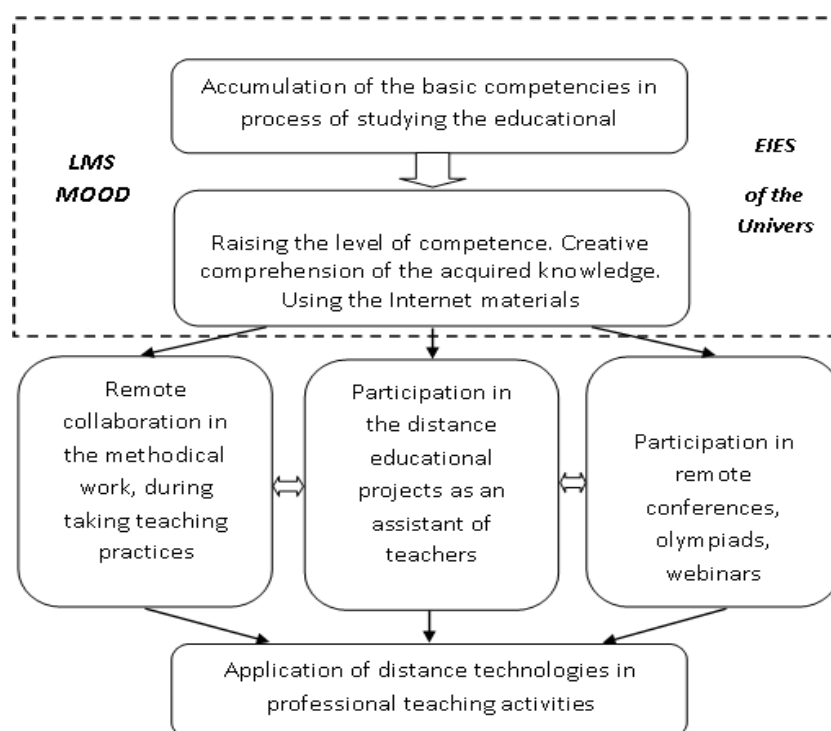 Accumulation of the basic competencies in
process of studying the educational
LMS
MOOD
EIES
of the
Univers
Raising the level of competence. Creative
comprehension of the acquired knowledge.
Using the Internet materials
Remote
collaboration in
the methodical
work, during
taking teaching
practices
Participation in
the distance
educational
projects as an
assistant of
teachers
Participation in
remote
conferences,
olympiads,
webinars
Application of distance technologies in
professional teaching activities